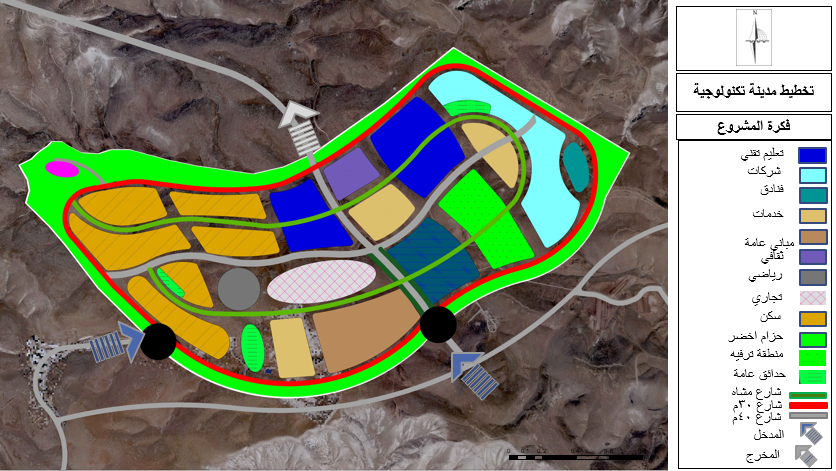 N
تخطيط مدينة تكنولوجية
فكرة المشروع
تعليم تقني
شركات
فنادق
خدمات
مباني عامة
ثقافي
رياضي
تجاري
سكن
حزام اخضر
منطقة ترفيه
حدائق عامة
شارع مشاه
شارع ٣٠م
شارع ٤٠م
المدخل
المخرج